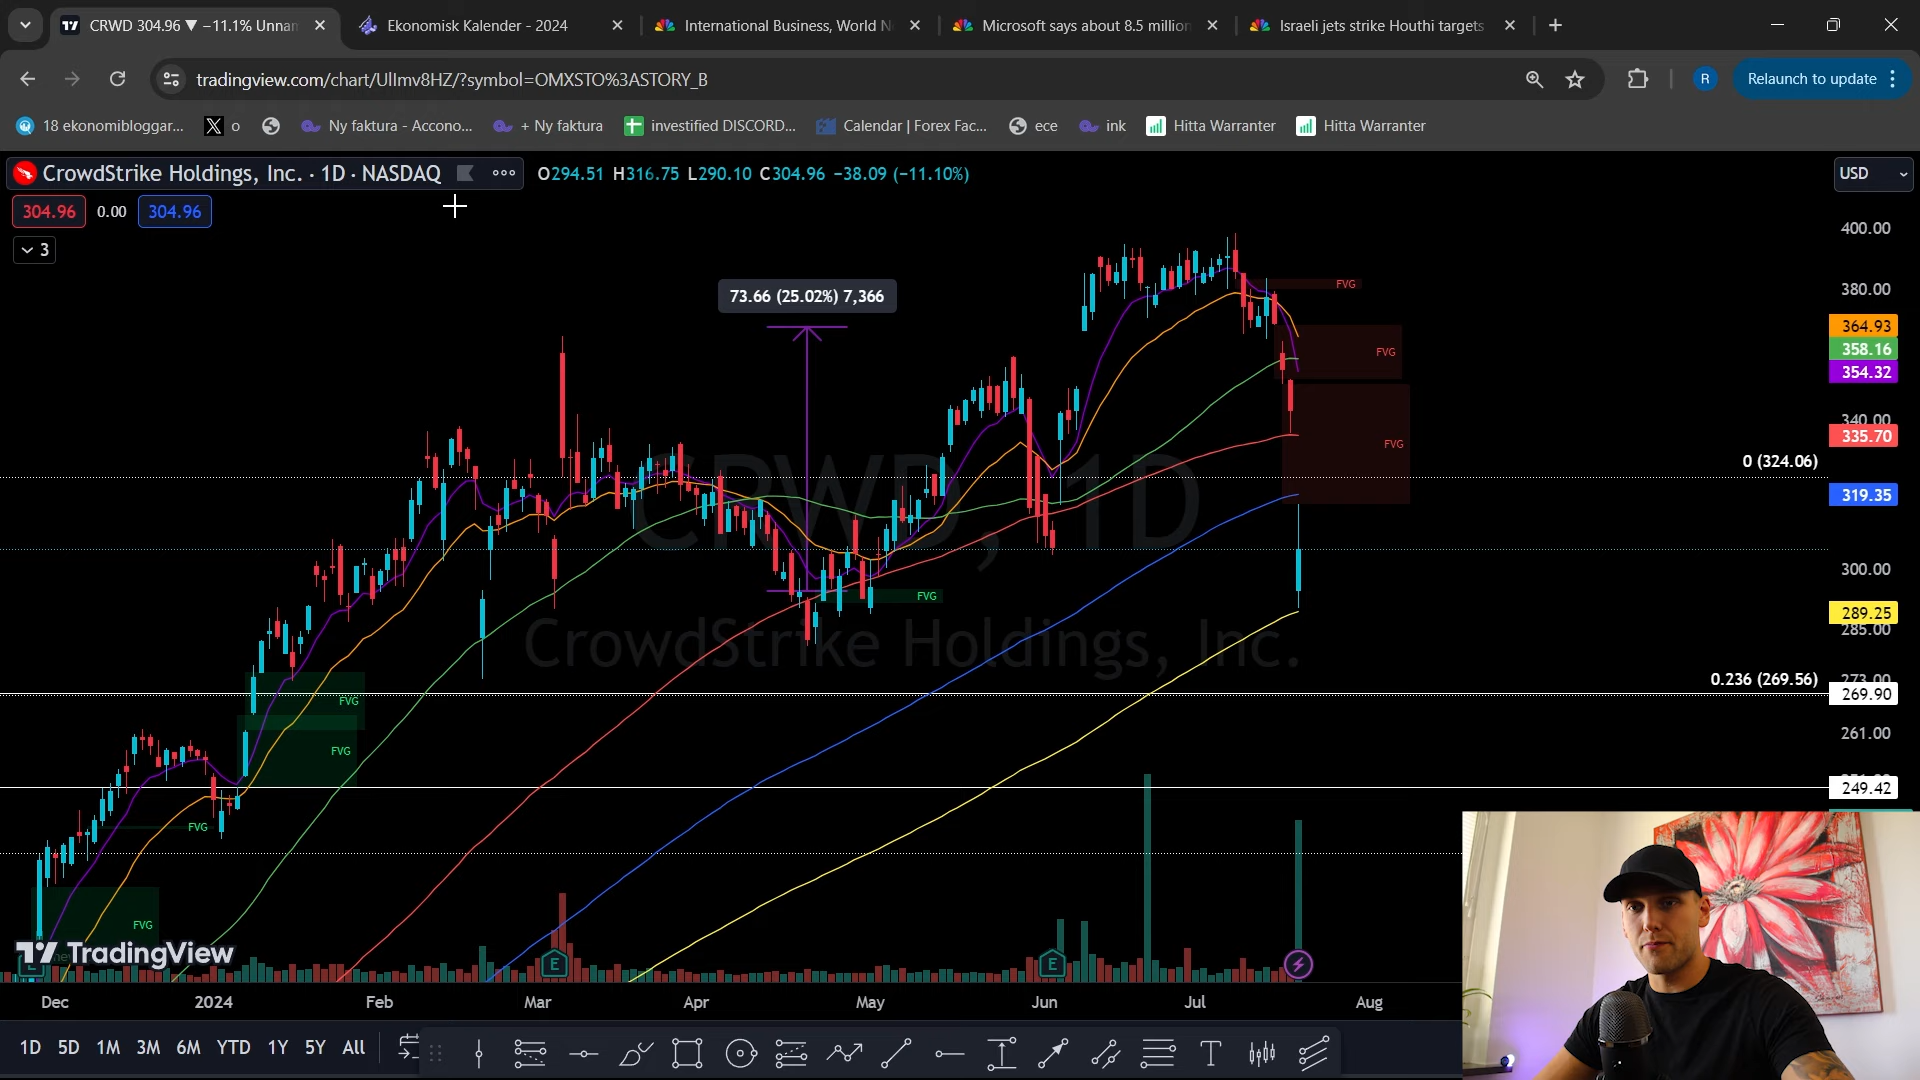 CRWD 304.96 ▼ −11.1% Unnan
Ekonomisk Kalender - 2024
International Business, World N
Microsoft says about 8.5 million
Israeli jets strike Houthi targets
tradingview.com/chart/UlImv8HZ/?symbol=OMXSTO%3ASTORY_B
R
Relaunch to update
18 ekonomibloggar...
o
Ny faktura - Accono...
+ Ny faktura
investified DISCORD...
Calendar | Forex Fac...
ece
ink
Hitta Warranter
Hitta Warranter
CrowdStrike Holdings, Inc. · 1D · NASDAQ
O294.51 H316.75 L290.10 C304.96 −38.09 (−11.10%)
USD
304.96 0.00 304.96
3
400.00
FVG
73.66 (25.02%) 7,366
380.00
364.93
358.16
FVG
354.32
340.00
335.70
FVG
0 (324.06)
CRWD, 1D
319.35
300.00
FVG
289.25
285.00
CrowdStrike Holdings, Inc.
0.236 (269.56)
273.00
269.90
FVG
261.00
FVG
249.42
FVG
FVG
TradingView
E
E
E
Dec 2024 Feb Mar Apr May Jun Jul Aug
1D 5D 1M 3M 6M YTD 1Y 5Y All
T